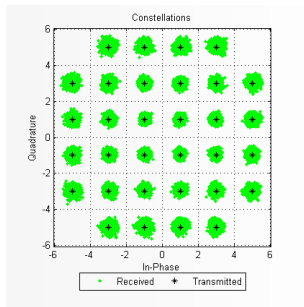 Constellations
6
4
2
0
-2
-4
-6
Quadrature
-6 -4 -2 0 2 4 6
In-Phase
Received Transmitted